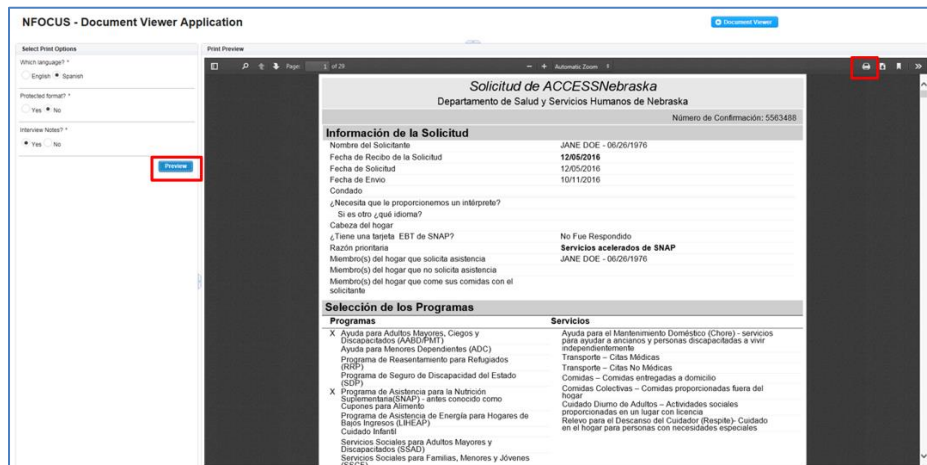 NFOCUS - Document Viewer Application
Document Viewer
Select Print Options
Which language? *
English Spanish
Protected format? *
Yes No
Interview Notes? *
Yes No
Preview
Print Preview
Page: 1 of 29
Automatic Zoom
Solicitud de ACCESSNebraska
Departamento de Salud y Servicios Humanos de Nebraska
Número de Confirmación: 5563488
Información de la Solicitud
Nombre del Solicitante JANE DOE - 06/26/1976
Fecha de Recibo de la Solicitud 12/05/2016
Fecha de Solicitud 12/05/2016
Fecha de Envio 10/11/2016
Condado
¿Necesita que le proporcionemos un intérprete?
Si es otro ¿qué idioma?
Cabeza del hogar
¿Tiene una tarjeta EBT de SNAP? No Fue Respondido
Razón prioritaria Servicios acelerados de SNAP
Miembro(s) del hogar que solicita asistencia JANE DOE - 06/26/1976
Miembro(s) del hogar que no solicita asistencia
Miembro(s) del hogar que come sus comidas con el
solicitante
Selección de los Programas
Programas
X Ayuda para Adultos Mayores, Ciegos y
Discapacitados (AABD/PMT)
Ayuda para Menores Dependientes (ADC)
Programa de Reasentamiento para Refugiados
(RRP)
Programa de Seguro de Discapacidad del Estado
(SDP)
X Programa de Asistencia para la Nutrición
Suplementaria(SNAP) - antes conocido como
Cupones para Alimento
Programa de Asistencia de Energía para Hogares de
Bajos Ingresos (LIHEAP)
Cuidado Infantil
Servicios Sociales para Adultos Mayores y
Discapacitados (SSAD)
Servicios Sociales para Familias, Menores y Jóvenes
(SSCF)
Servicios
Ayuda para el Mantenimiento Doméstico (Chore) - servicios
para ayudar a ancianos y personas discapacitadas a vivir
independientemente
Transporte – Citas Médicas
Transporte – Citas No Médicas
Comidas – Comidas entregadas a domicilio
Comidas Colectivas – Comidas proporcionadas fuera del
hogar
Cuidado Diurno de Adultos – Actividades sociales
proporcionadas en un lugar con licencia
Relevo para el Descanso del Cuidador (Respite)- Cuidado
en el hogar para personas con necesidades especiales